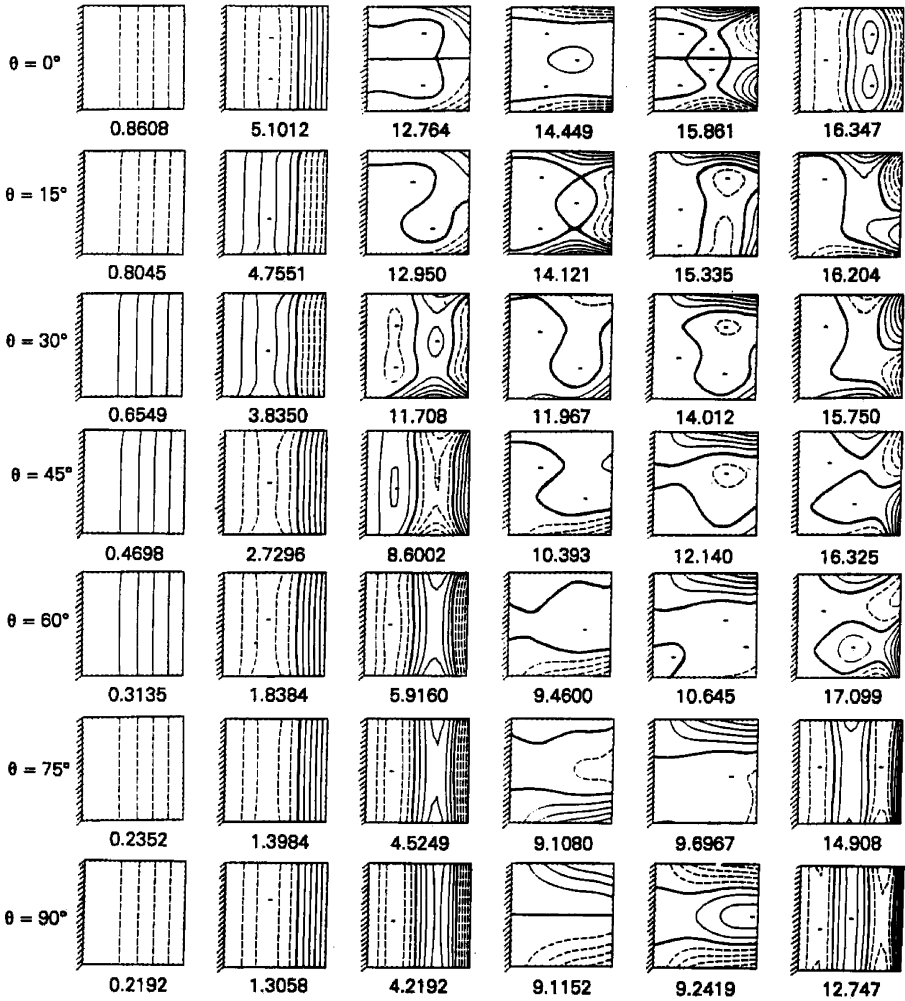 θ = 0°
0.8608 5.1012 12.764 14.449 15.861 16.347
θ = 15°
0.8045 4.7551 12.950 14.121 15.335 16.204
θ = 30°
0.6549 3.8350 11.708 11.967 14.012 15.750
θ = 45°
0.4698 2.7296 8.6002 10.393 12.140 16.325
θ = 60°
0.3135 1.8384 5.9160 9.4600 10.645 17.099
θ = 75°
0.2352 1.3984 4.5249 9.1080 9.6967 14.908
θ = 90°
0.2192 1.3058 4.2192 9.1152 9.2419 12.747